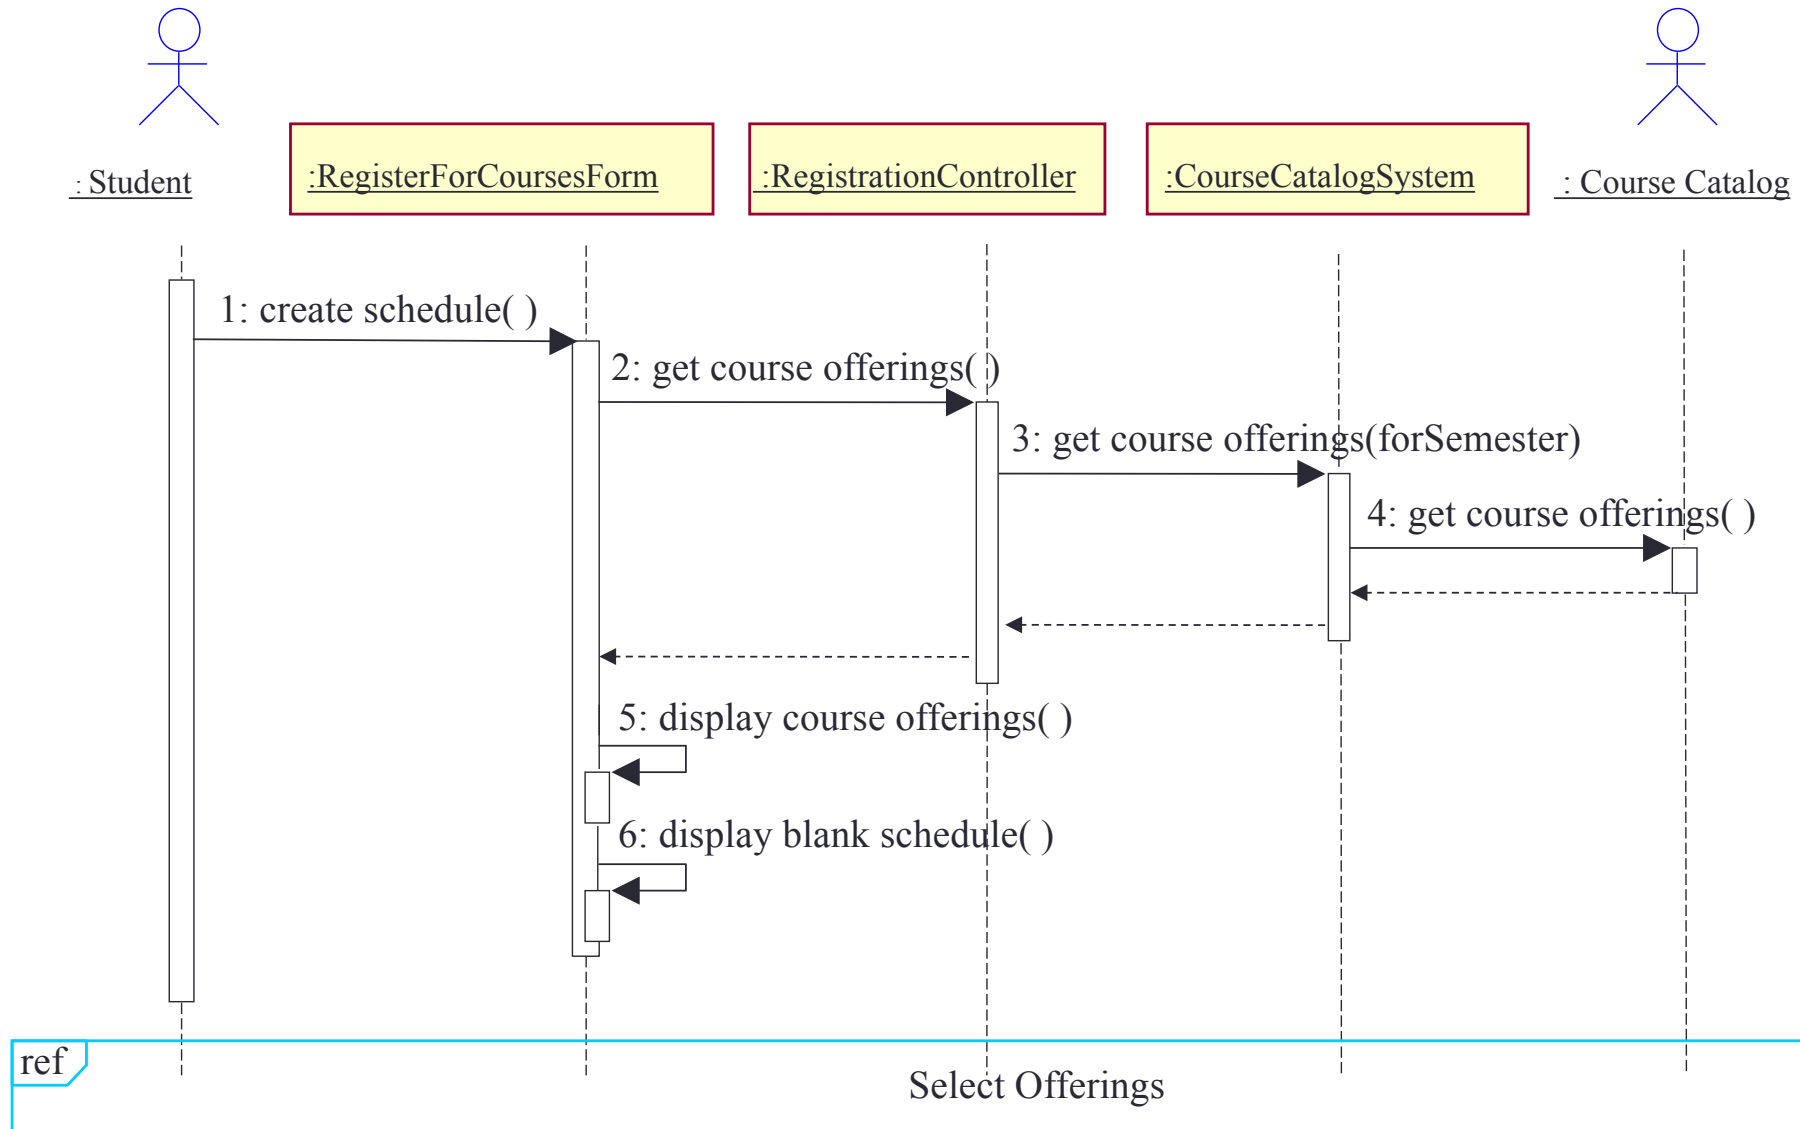 : Student
:RegisterForCoursesForm
:RegistrationController
:CourseCatalogSystem
: Course Catalog
1: create schedule( )
2: get course offerings( )
3: get course offerings(forSemester)
4: get course offerings( )
5: display course offerings( )
6: display blank schedule( )
ref
Select Offerings